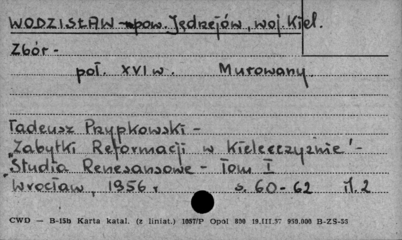 WODZISŁAW - pow. Jędrzejów, woj. Kiel.
Zbór -
poł. XVI w. Murowany.
Tadeusz Przypkowski -
"Zabytki Reformacji w Kielecczyźnie" -
"Studia Renesansowe - Tom I
Wrocław, 1956 r s. 60-62 il. 2
CWD — B-15b Karta katal. (z liniat.) 1057/P Opol 898 19.III.57 950.000 B-ZS-55